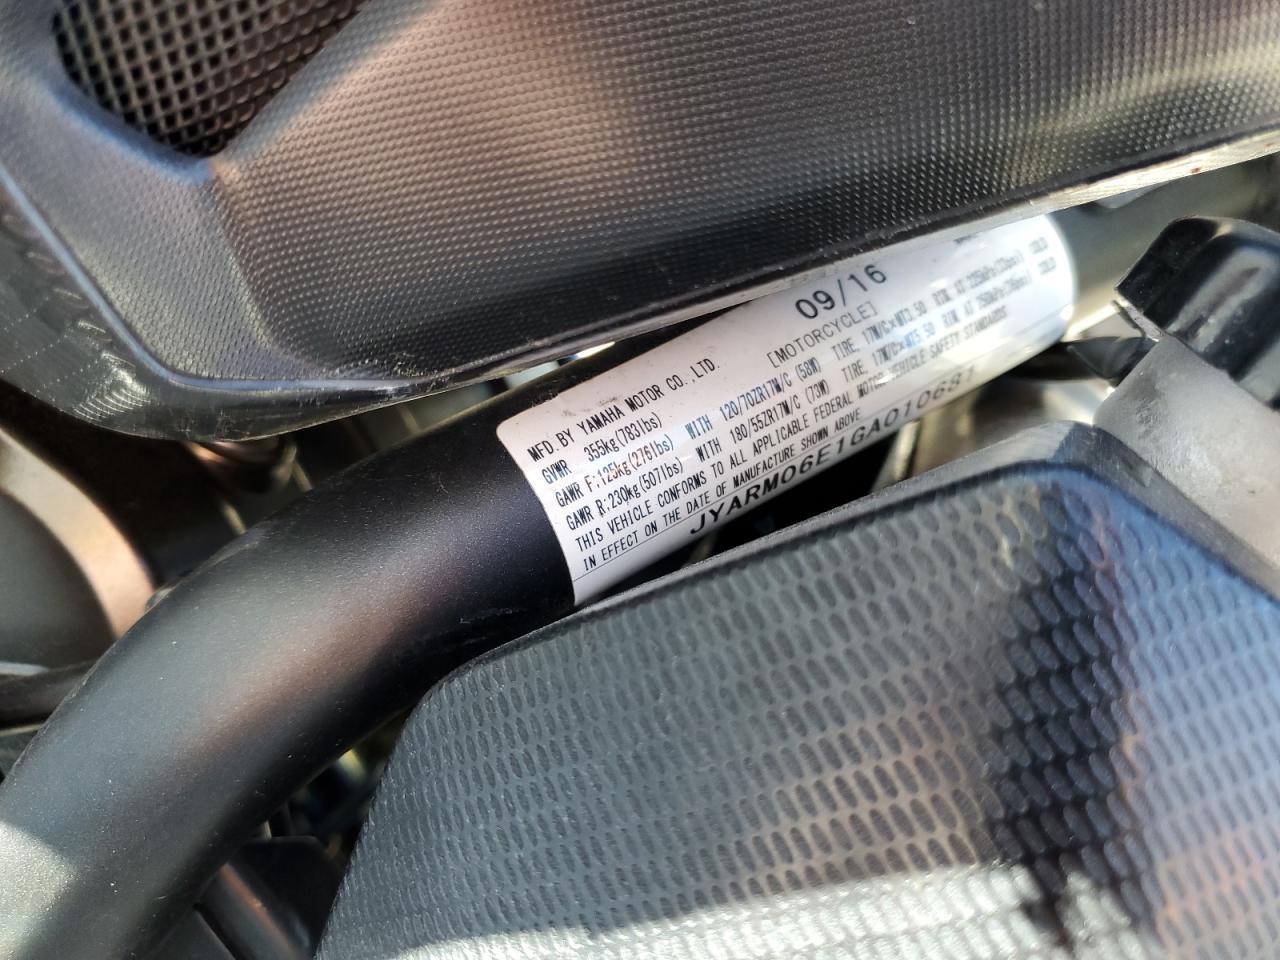 09/16
MFD. BY YAMAHA MOTOR CO., LTD. [MOTORCYCLE]
GVWR 355kg(783lbs)
GAWR F:125kg(276lbs) WITH 120/70ZR17M/C (58W) TIRE, 17M/C×MT3.50 RIM, AT 225kPa(33psi) COLD
GAWR R:230kg(507lbs) WITH 180/55ZR17M/C (73W) TIRE, 17M/C×MT5.50 RIM, AT 250kPa(36psi) COLD
THIS VEHICLE CONFORMS TO ALL APPLICABLE FEDERAL MOTOR VEHICLE SAFETY STANDARDS
IN EFFECT ON THE DATE OF MANUFACTURE SHOWN ABOVE
JYARM06E1GA010681